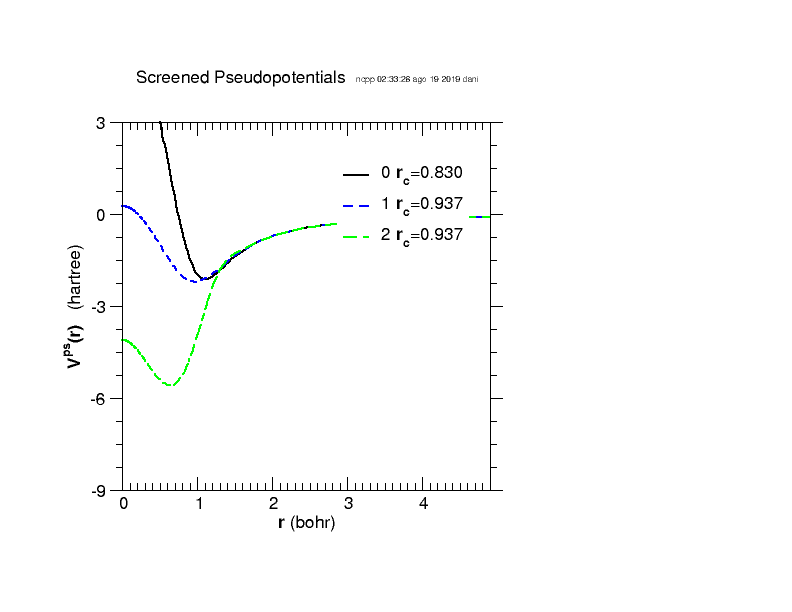 Screened Pseudopotentials ncpp 02:33:26 ago 19 2019 dani
3
0 rc=0.830
1 rc=0.937
0
2 rc=0.937
-3
Vps(r) (hartree)
-6
-9
0 1 2 3 4
r (bohr)